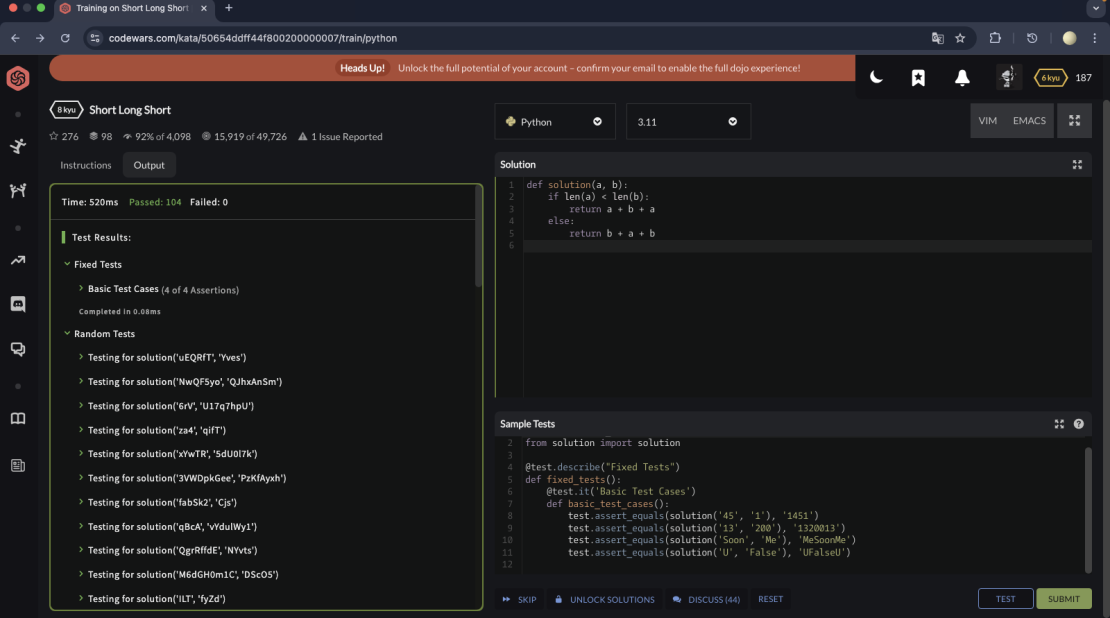 Training on Short Long Short
codewars.com/kata/50654ddff44f800200000007/train/python
Heads Up! Unlock the full potential of your account – confirm your email to enable the full dojo experience!
6 kyu 187
8 kyu Short Long Short
276 98 92% of 4,098 15,919 of 49,726 1 Issue Reported
Instructions Output
Time: 520ms Passed: 104 Failed: 0
Test Results:
Fixed Tests
Basic Test Cases (4 of 4 Assertions)
Completed in 0.08ms
Random Tests
Testing for solution('uEQRfT', 'Yves')
Testing for solution('NwQF5yo', 'QJhxAnSm')
Testing for solution('6rV', 'U17q7hpU')
Testing for solution('za4', 'qifT')
Testing for solution('xYwTR', '5dU0l7k')
Testing for solution('3VWDpkGee', 'PzKfAyxh')
Testing for solution('fabSk2', 'Cjs')
Testing for solution('qBcA', 'vYdulWy1')
Testing for solution('QgrRffdE', 'NYvts')
Testing for solution('M6dGH0m1C', 'DScO5')
Testing for solution('ILT', 'fyZd')
Python 3.11 VIM EMACS
Solution
1 def solution(a, b):
2 if len(a) < len(b):
3 return a + b + a
4 else:
5 return b + a + b
6
Sample Tests
2 from solution import solution
3
4 @test.describe("Fixed Tests")
5 def fixed_tests():
6 @test.it('Basic Test Cases')
7 def basic_test_cases():
8 test.assert_equals(solution('45', '1'), '1451')
9 test.assert_equals(solution('13', '200'), '1320013')
10 test.assert_equals(solution('Soon', 'Me'), 'MeSoonMe')
11 test.assert_equals(solution('U', 'False'), 'UFalseU')
12
SKIP UNLOCK SOLUTIONS DISCUSS (44) RESET TEST SUBMIT